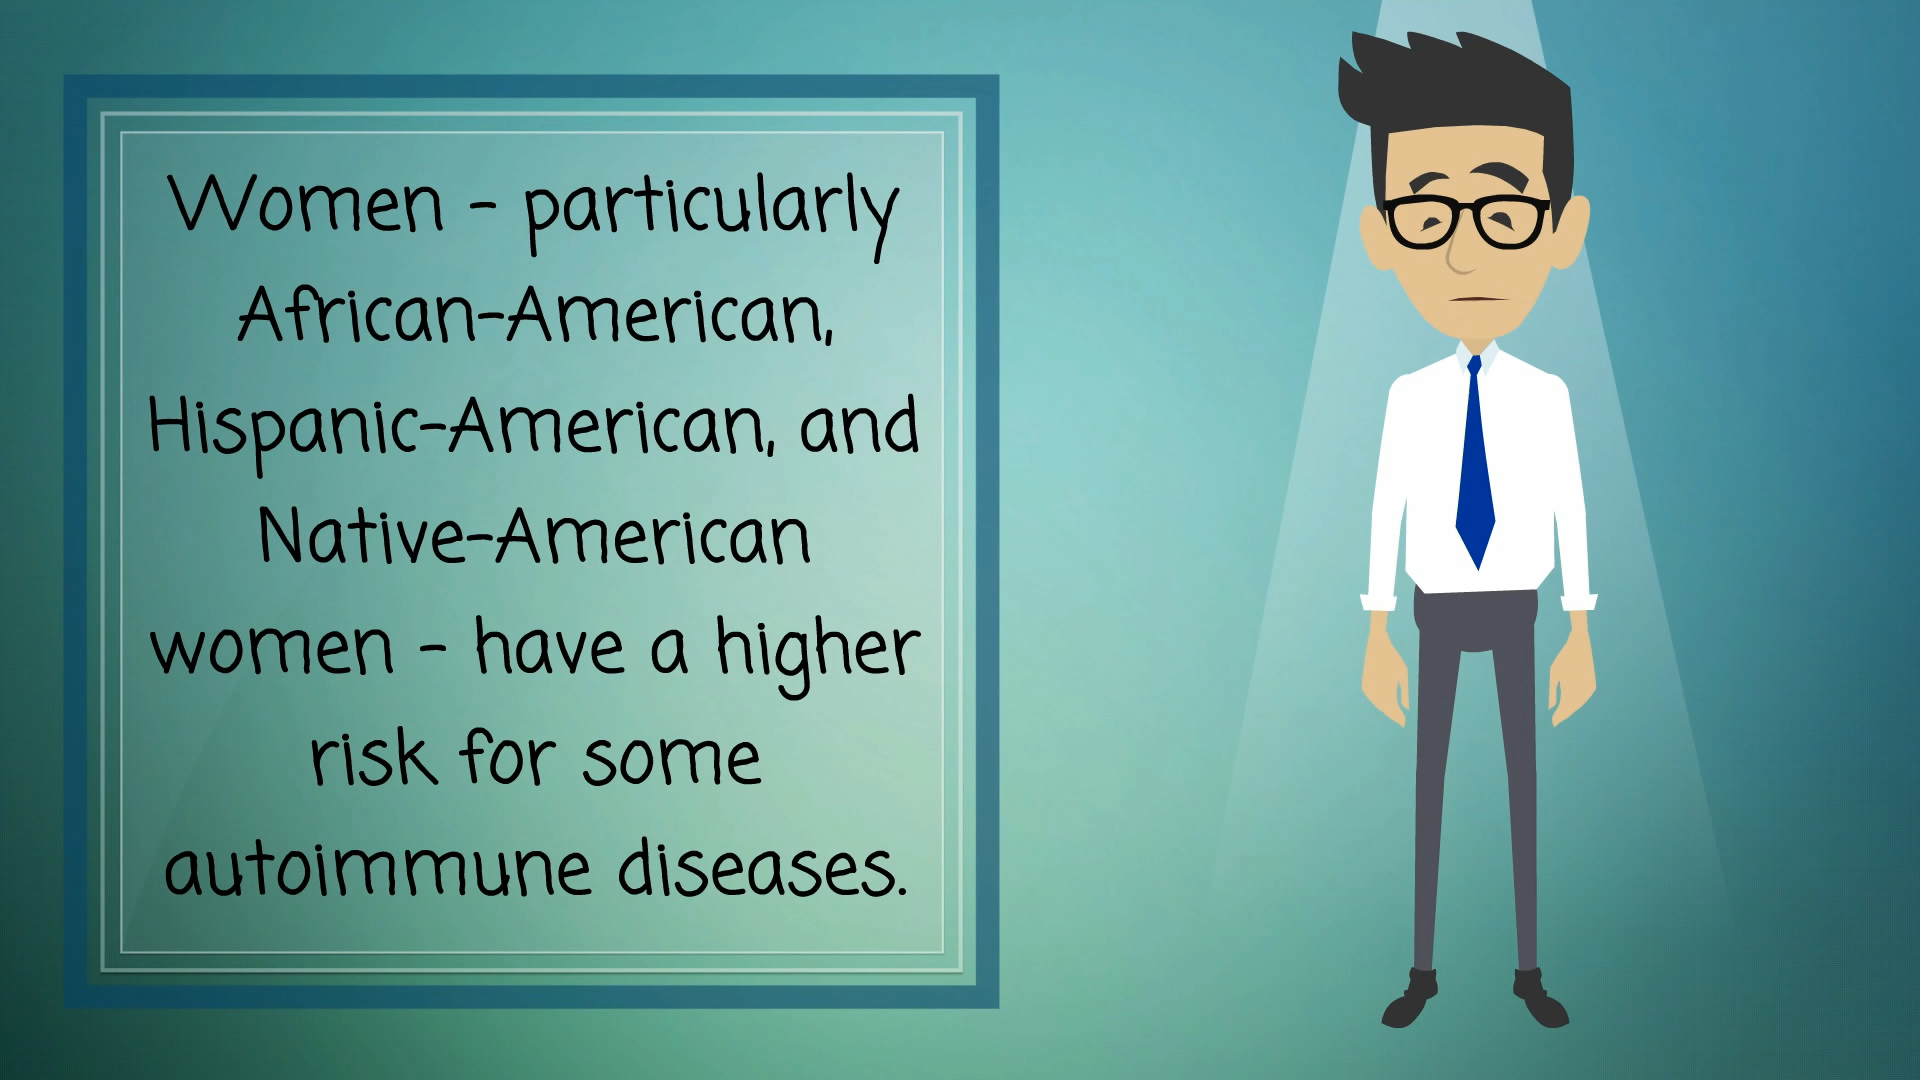 Women - particularly
African-American,
Hispanic-American, and
Native-American
women - have a higher
risk for some
autoimmune diseases.